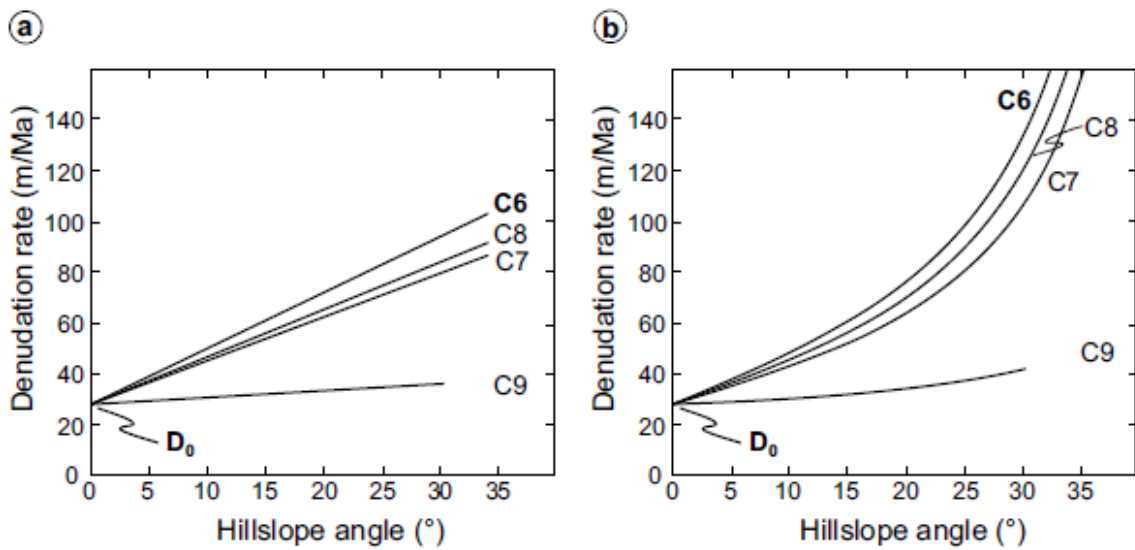 a
Denudation rate (m/Ma)
140
120
100
80
60
40
20
0
C6
C8
C7
C9
D₀
0 5 10 15 20 25 30 35
Hillslope angle (°)
b
Denudation rate (m/Ma)
140
120
100
80
60
40
20
0
C6
C8
C7
C9
D₀
0 5 10 15 20 25 30 35
Hillslope angle (°)